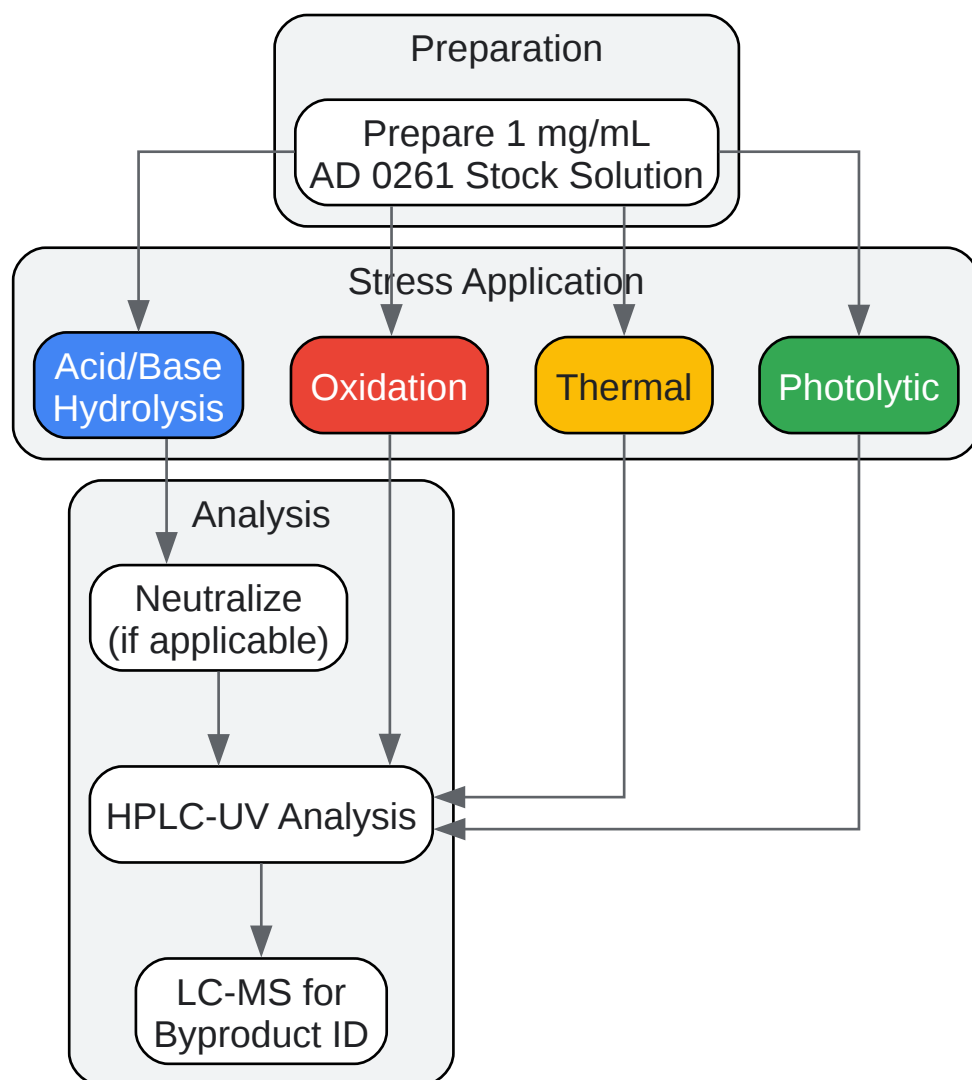 Preparation
Prepare 1 mg/mL
AD 0261 Stock Solution
Stress Application
Acid/Base
Hydrolysis
Oxidation
Thermal
Photolytic
Analysis
Neutralize
(if applicable)
HPLC-UV Analysis
LC-MS for
Byproduct ID